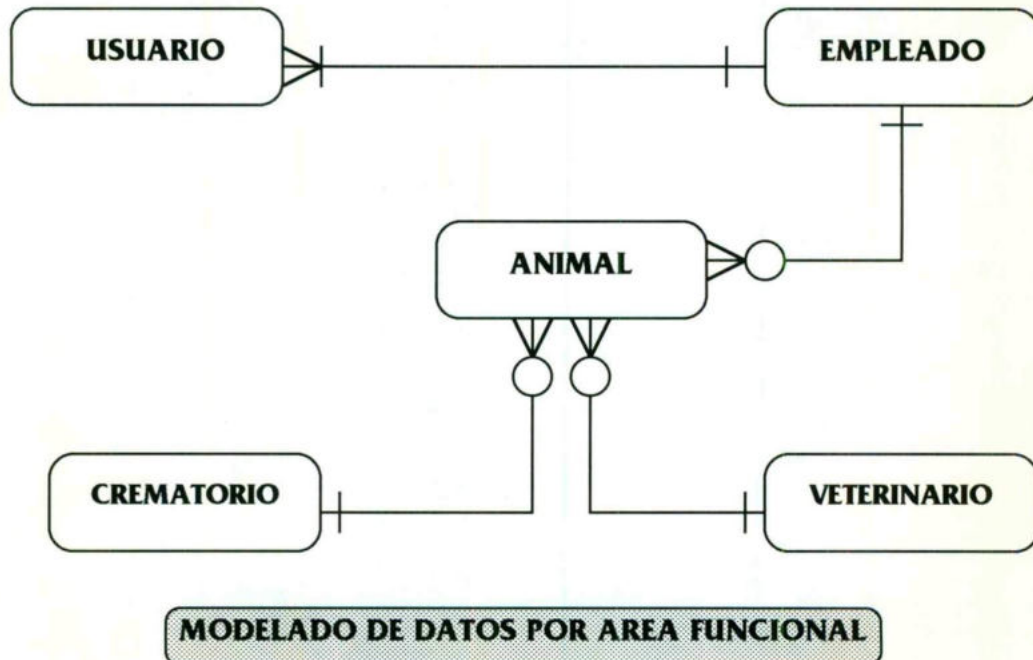 USUARIO
EMPLEADO
ANIMAL
CREMATORIO
VETERINARIO
MODELADO DE DATOS POR AREA FUNCIONAL